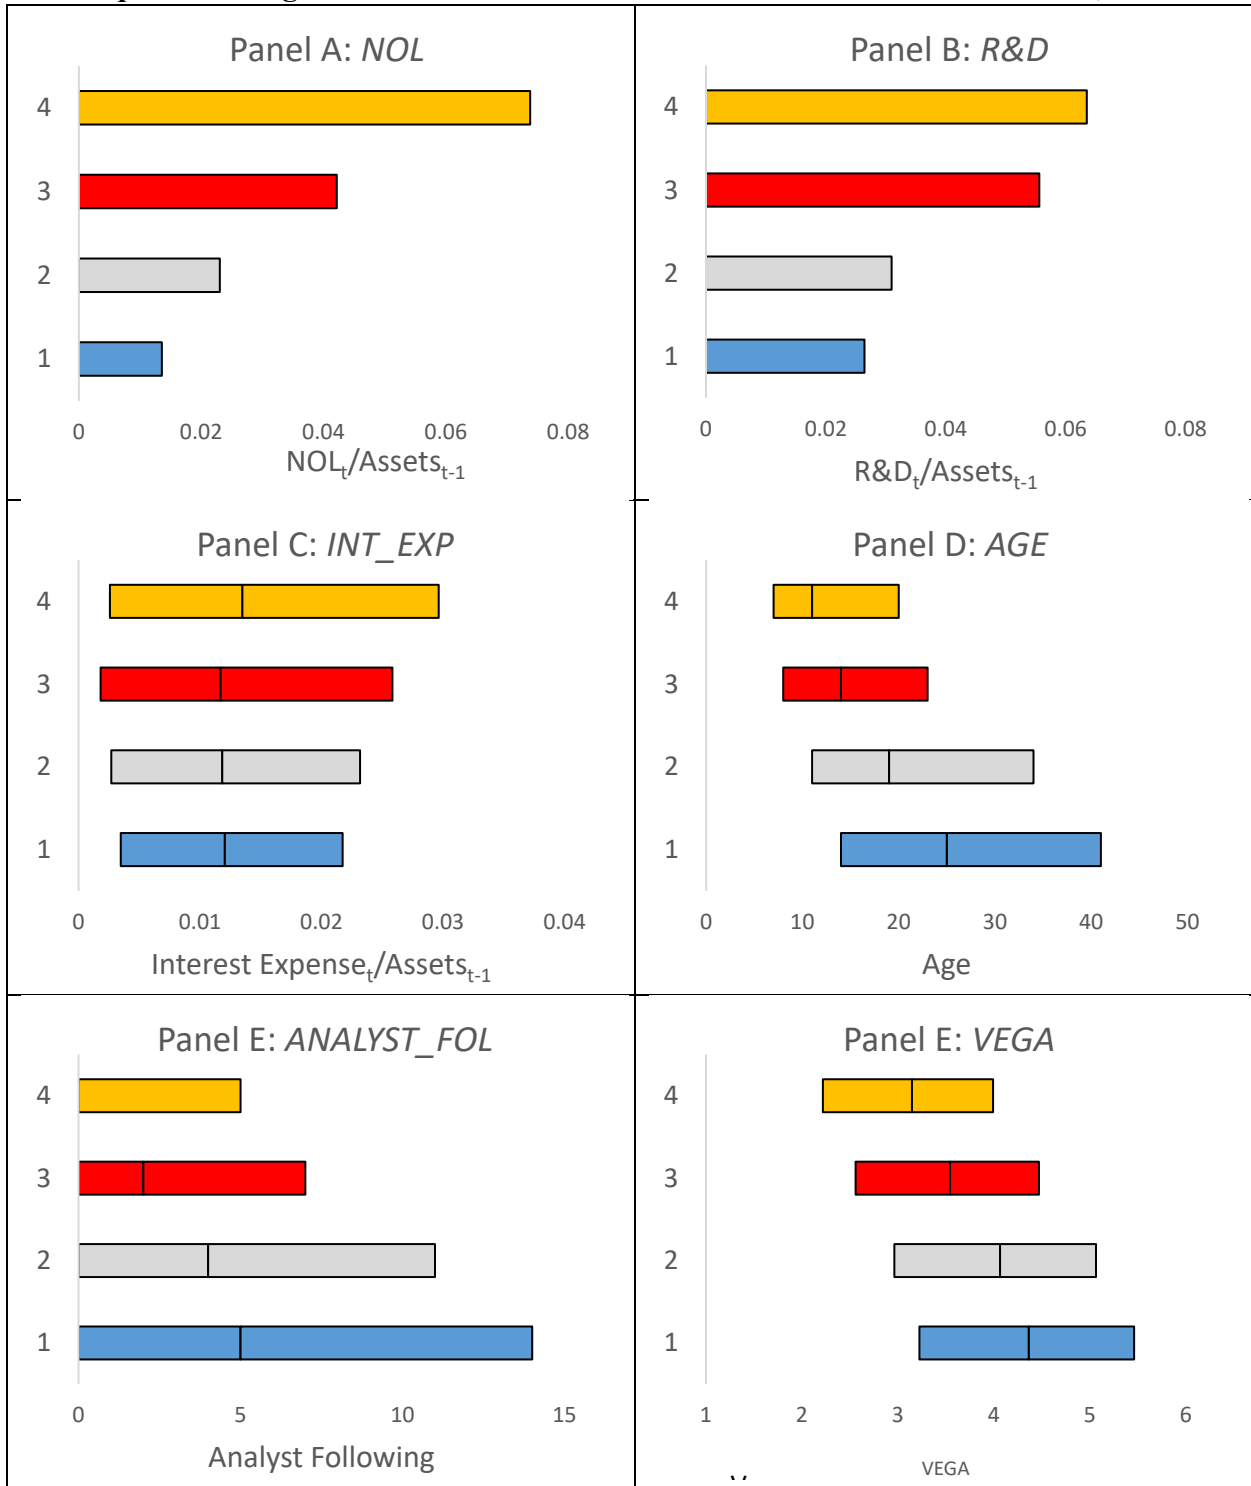 Panel A: NOL
4
3
2
1
0 0.02 0.04 0.06 0.08
NOLt/Assetst-1
Panel B: R&D
4
3
2
1
0 0.02 0.04 0.06 0.08
R&Dt/Assetst-1
Panel C: INT_EXP
4
3
2
1
0 0.01 0.02 0.03 0.04
Interest Expenset/Assetst-1
Panel D: AGE
4
3
2
1
0 10 20 30 40 50
Age
Panel E: ANALYST_FOL
4
3
2
1
0 5 10 15
Analyst Following
Panel E: VEGA
4
3
2
1
1 2 3 4 5 6
VEGA